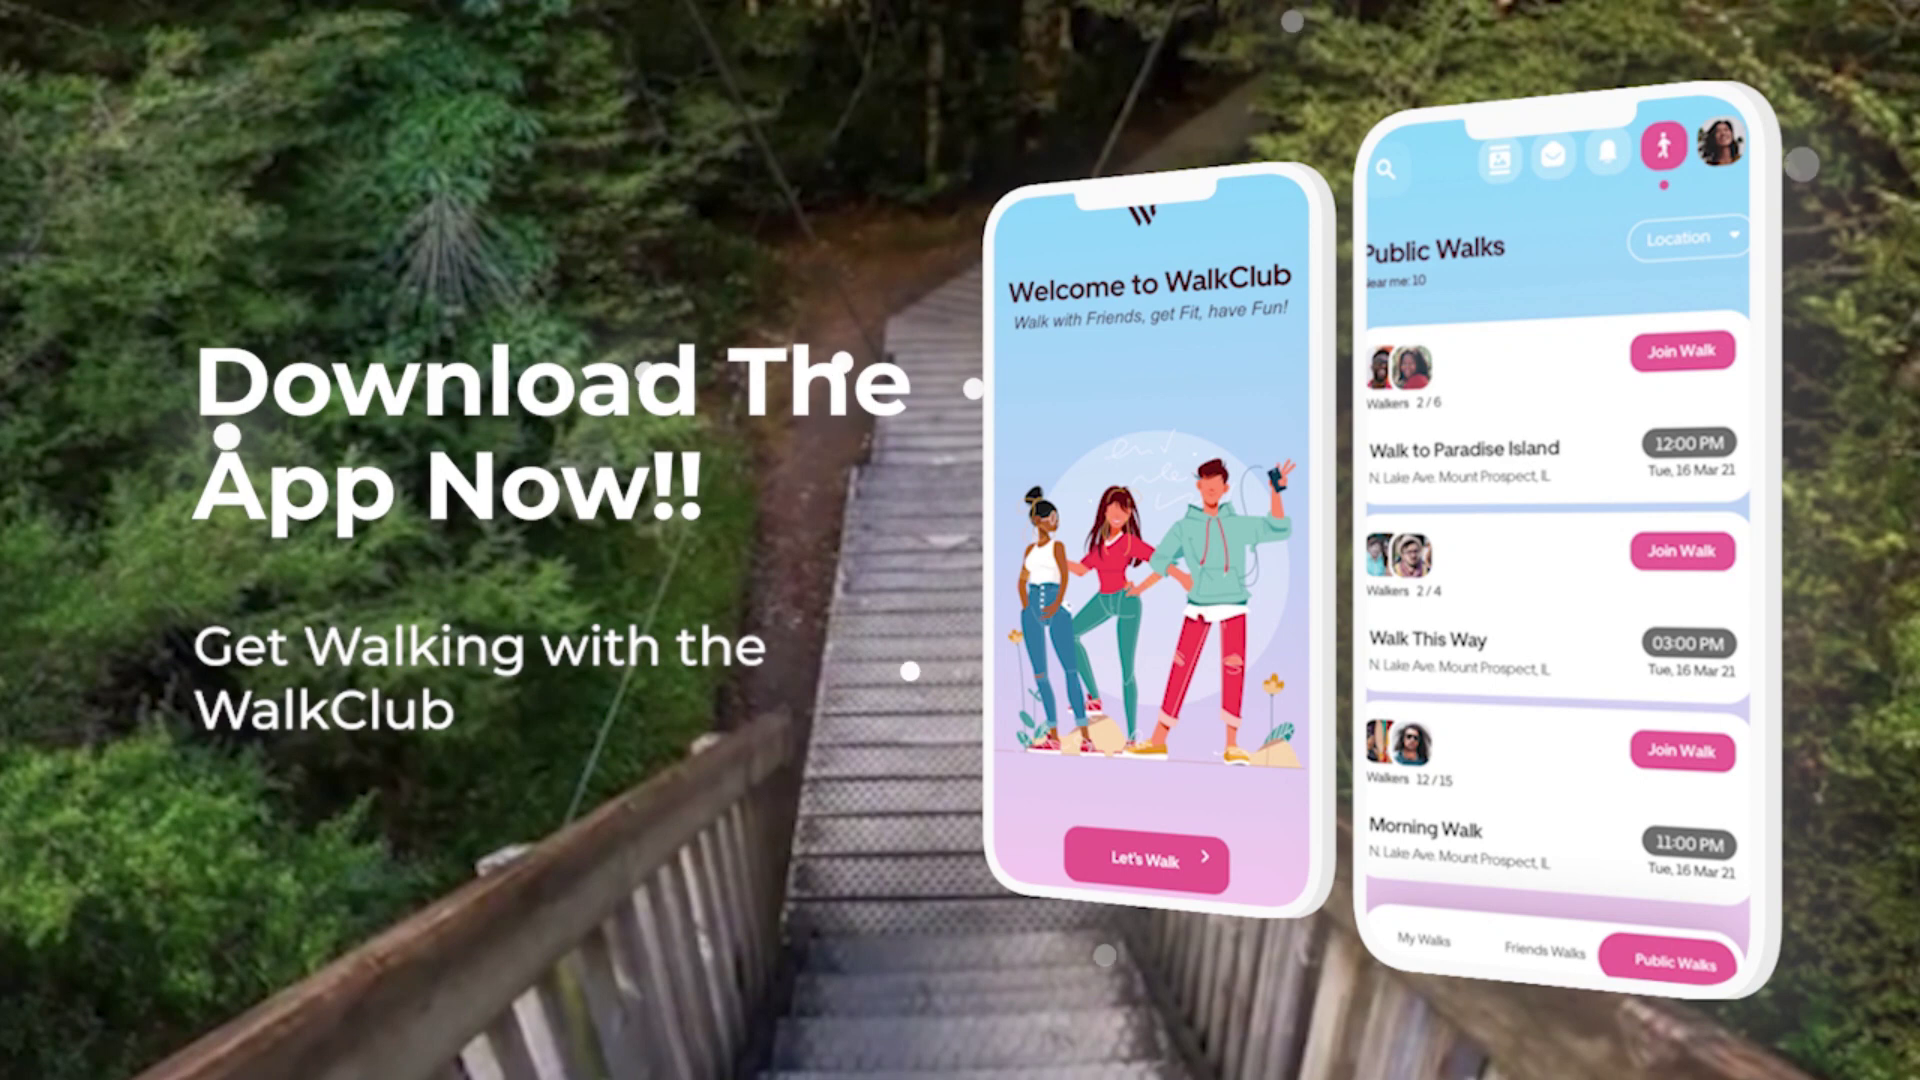 Download The
App Now!!
Get Walking with the
WalkClub
W
Welcome to WalkClub
Walk with Friends, get Fit, have Fun!
Let's Walk
Location
Public Walks
Near me: 10
Join Walk
Walkers 2 / 6
Walk to Paradise Island
12:00 PM
N. Lake Ave. Mount Prospect, IL
Tue, 16 Mar 21
Join Walk
Walkers 2 / 4
Walk This Way
03:00 PM
N. Lake Ave. Mount Prospect, IL
Tue, 16 Mar 21
Join Walk
Walkers 12 / 15
Morning Walk
11:00 PM
N. Lake Ave. Mount Prospect, IL
Tue, 16 Mar 21
My Walks
Friends Walks
Public Walks